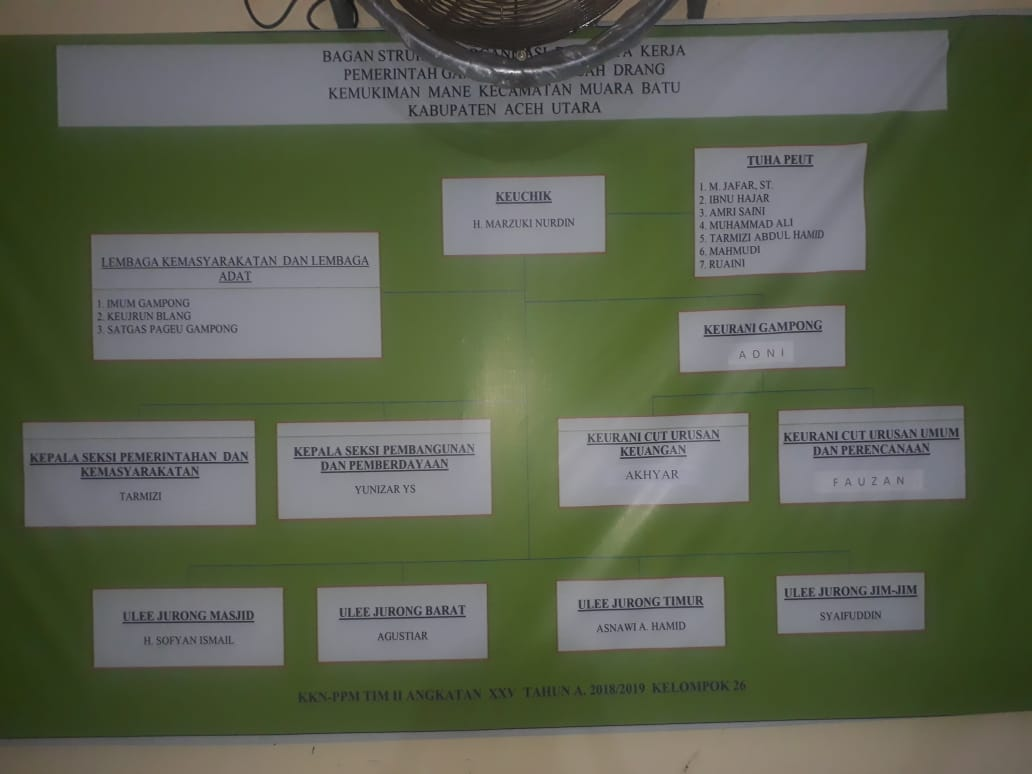 BAGAN STRUKTUR ORGANISASI KERJA
PEMERINTAH DRANG
KEMUKIMAN MANE KECAMATAN MUARA BATU
KABUPATEN ACEH UTARA
KEUCHIK
H. MARZUKI NURDIN
TUHA PEUT
1. M. JAFAR, ST.
2. IBNU HAJAR
3. AMRI SAINI
4. MUHAMMAD ALI
5. TARMIZI ABDUL HAMID
6. MAHMUDI
7. RUAINI
LEMBAGA KEMASYARAKATAN DAN LEMBAGA
ADAT
1. IMUM GAMPONG
2. KEUJRUN BLANG
3. SATGAS PAGEU GAMPONG
KEURANI GAMPONG
ADNI
KEPALA SEKSI PEMERINTAHAN DAN
KEMASYARAKATAN
TARMIZI
KEPALA SEKSI PEMBANGUNAN
DAN PEMBERDAYAAN
YUNIZAR YS
KEURANI CUT URUSAN
KEUANGAN
AKHYAR
KEURANI CUT URUSAN UMUM
DAN PERENCANAAN
FAUZAN
ULEE JURONG MASJID
H. SOFYAN ISMAIL
ULEE JURONG BARAT
AGUSTIAR
ULEE JURONG TIMUR
ASNAWI A. HAMID
ULEE JURONG JIM-JIM
SYAIFUDDIN
KKN-PPM TIM II ANGKATAN XXV TAHUN A. 2018/2019 KELOMPOK 26